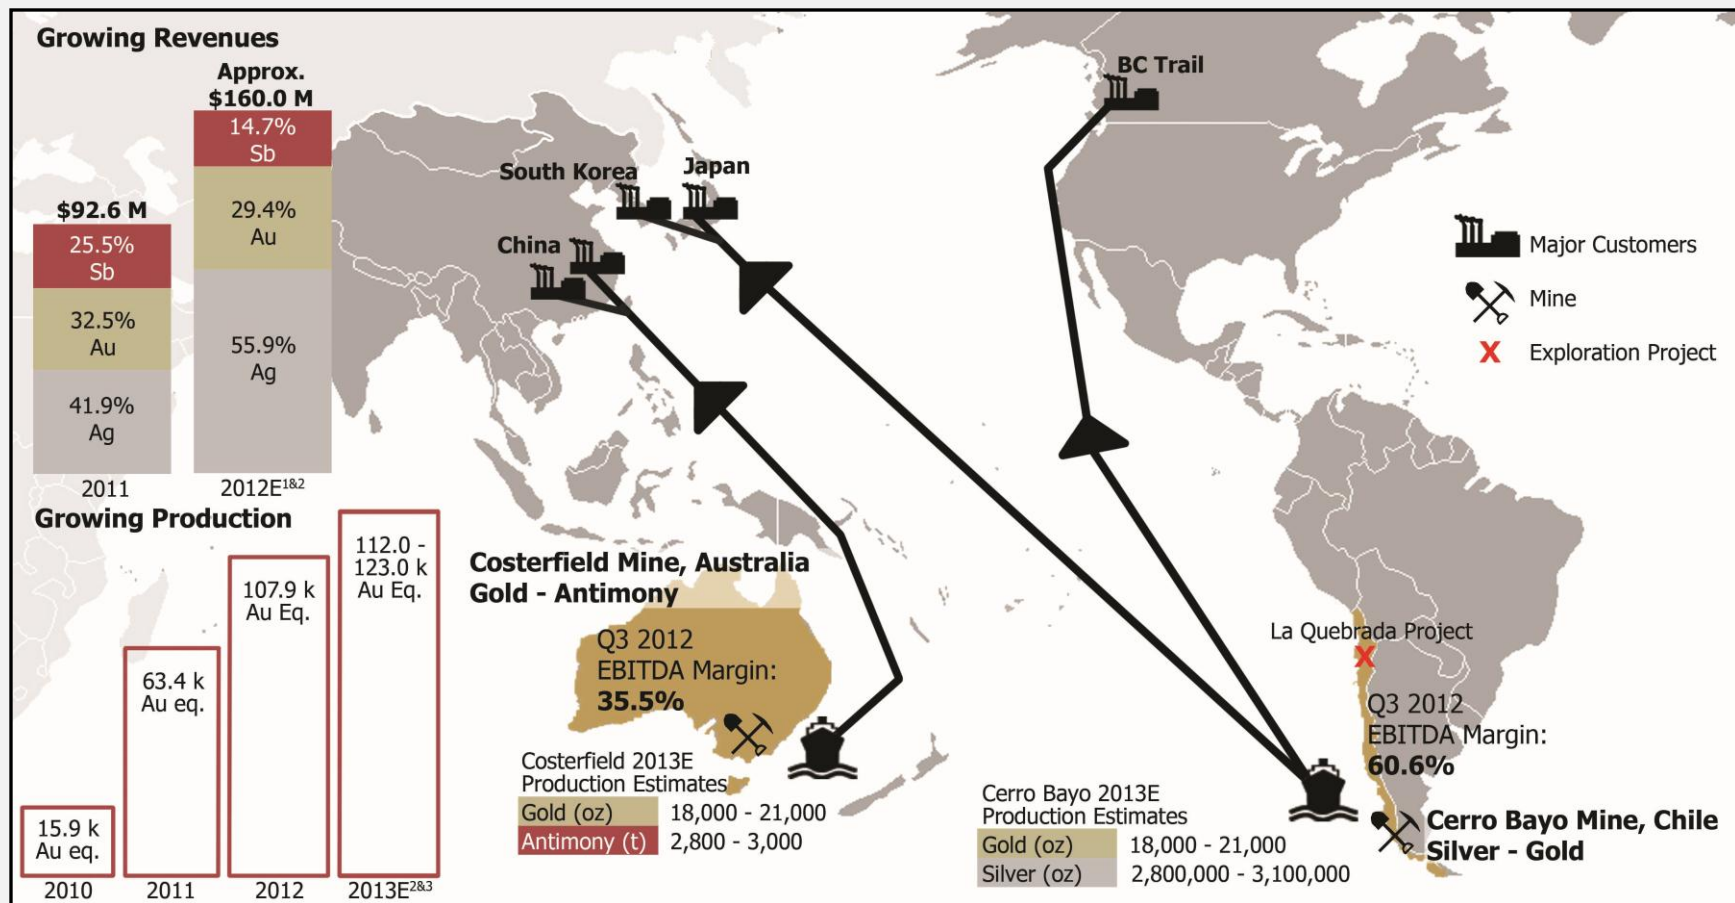 Growing Revenues
Approx.
$160.0 M
14.7%
Sb
29.4%
Au
55.9%
Ag
2012E1&2
$92.6 M
25.5%
Sb
32.5%
Au
41.9%
Ag
2011
Growing Production
15.9 k
Au eq.
2010
63.4 k
Au eq.
2011
107.9 k
Au Eq.
2012
112.0 -
123.0 k
Au Eq.
2013E2&3
South Korea
Japan
China
BC Trail
Major Customers
Mine
X Exploration Project
Costerfield Mine, Australia
Gold - Antimony
Q3 2012
EBITDA Margin:
35.5%
Costerfield 2013E
Production Estimates
Gold (oz) 18,000 - 21,000
Antimony (t) 2,800 - 3,000
La Quebrada Project
X
Q3 2012
EBITDA Margin:
60.6%
Cerro Bayo 2013E
Production Estimates
Gold (oz) 18,000 - 21,000
Silver (oz) 2,800,000 - 3,100,000
Cerro Bayo Mine, Chile
Silver - Gold